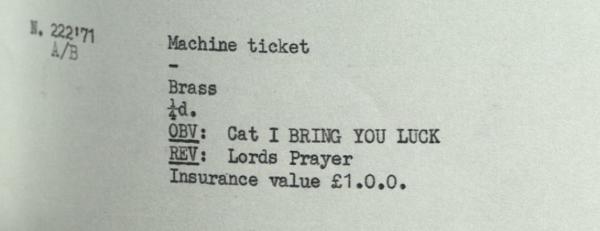 N. 222'71
A/B
Machine ticket
-
Brass
¼d.
OBV: Cat I BRING YOU LUCK
REV: Lords Prayer
Insurance value £1.0.0.